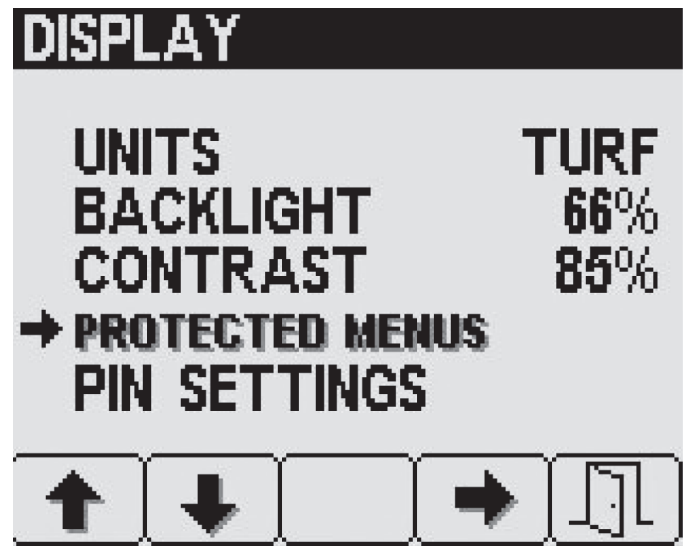 DISPLAY
UNITS TURF
BACKLIGHT 66%
CONTRAST 85%
PROTECTED MENUS
PIN SETTINGS